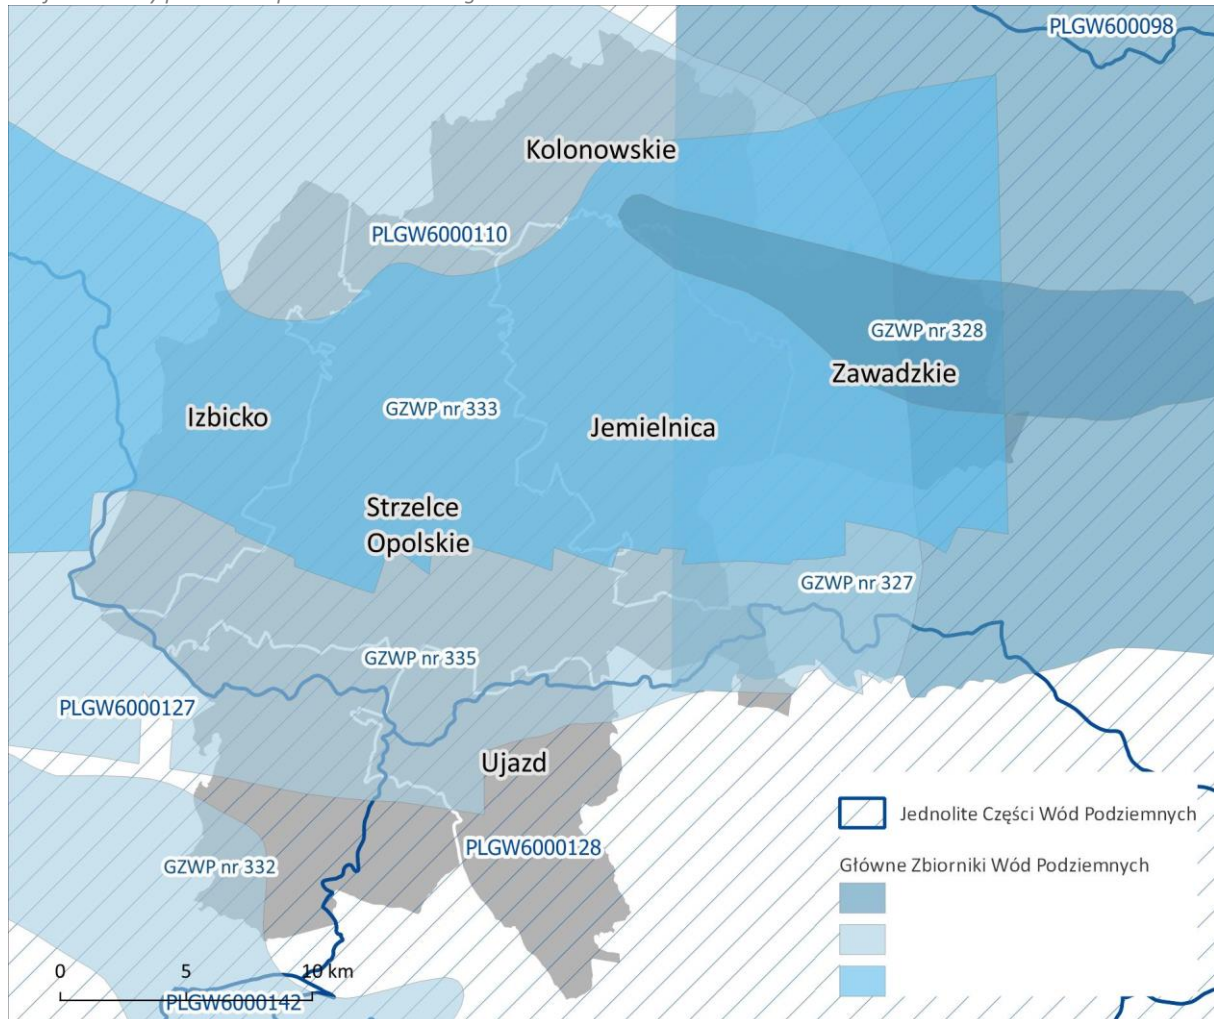 PLGW600098
Kolonowskie
PLGW6000110
GZWP nr 328
Zawadzkie
GZWP nr 333
Izbicko
Jemielnica
Strzelce
Opolskie
GZWP nr 327
GZWP nr 335
PLGW6000127
Ujazd
Jednolite Części Wód Podziemnych
PLGW6000128
GZWP nr 332
Główne Zbiorniki Wód Podziemnych
0 5 10 km
PLGW6000142